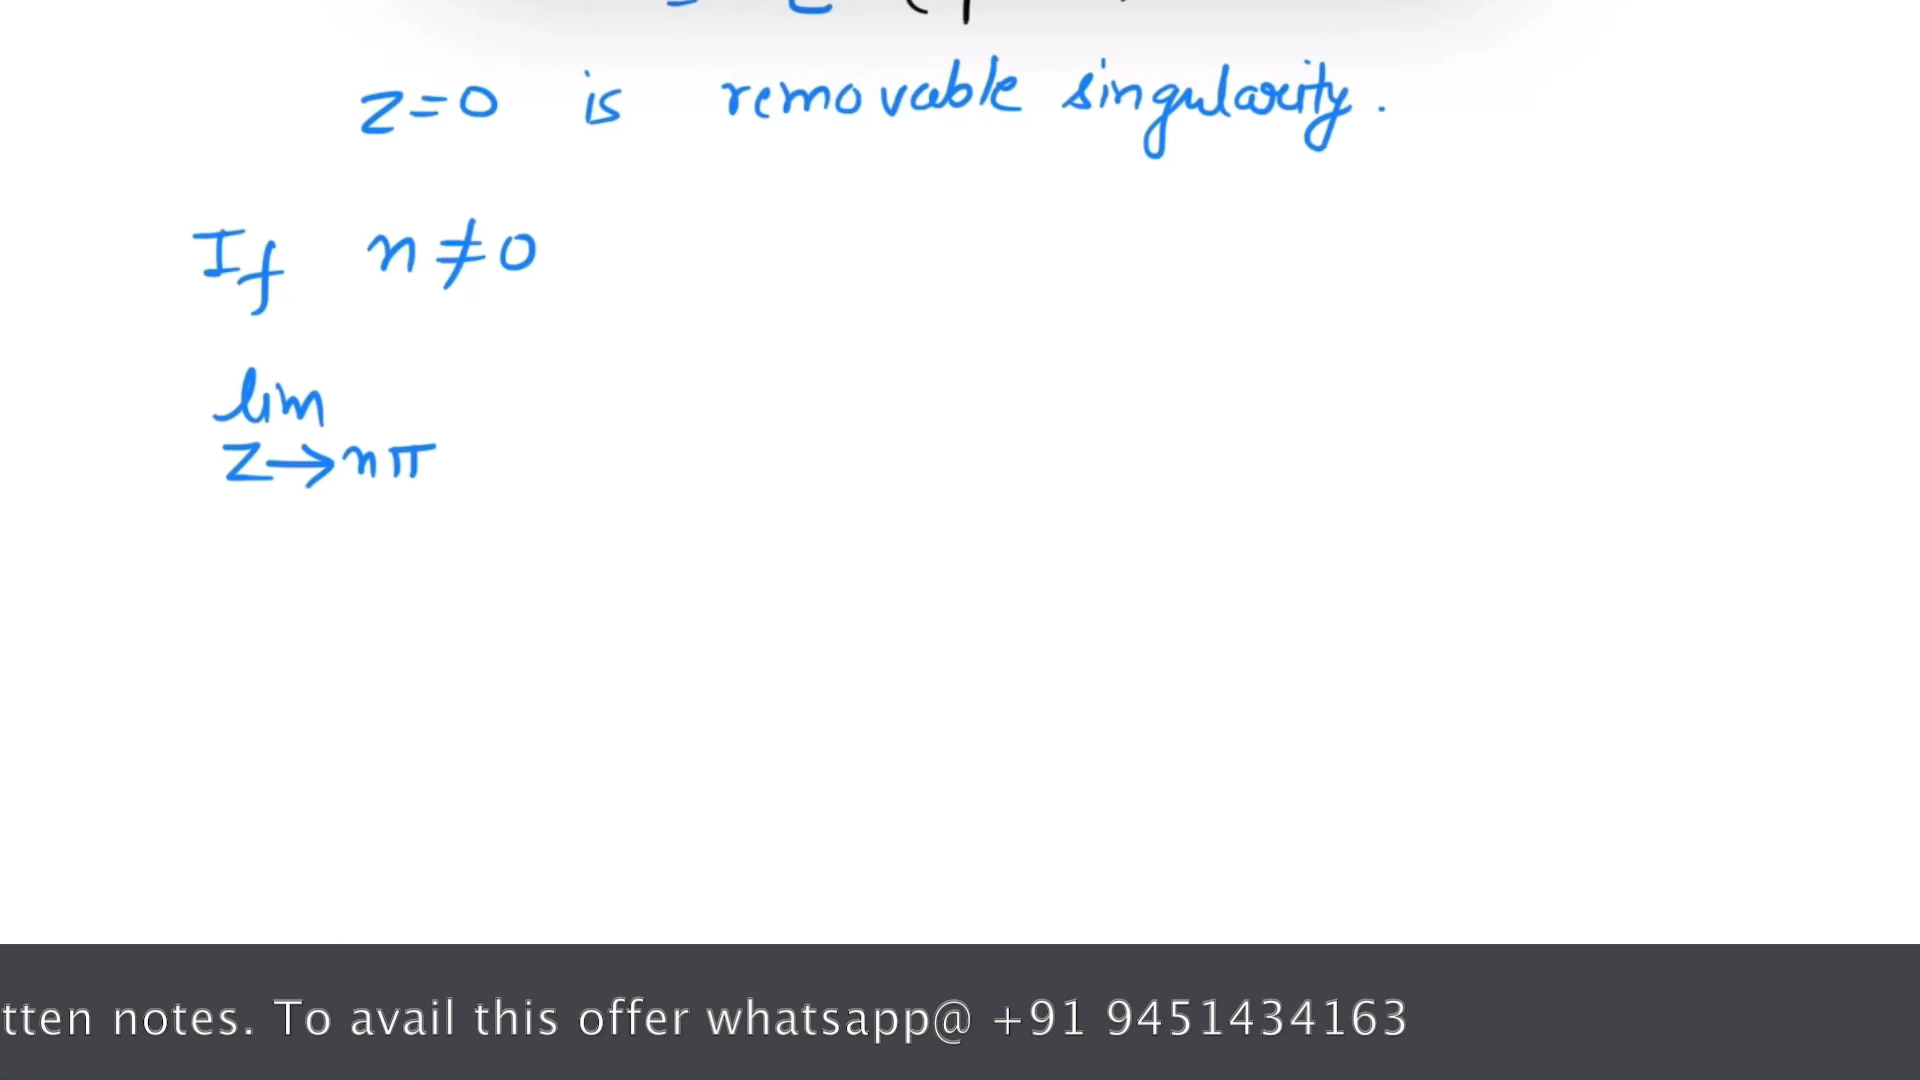 z=0 is removable singularity.
If n≠0
lim
z→nπ
tten notes. To avail this offer whatsapp@ +91 9451434163